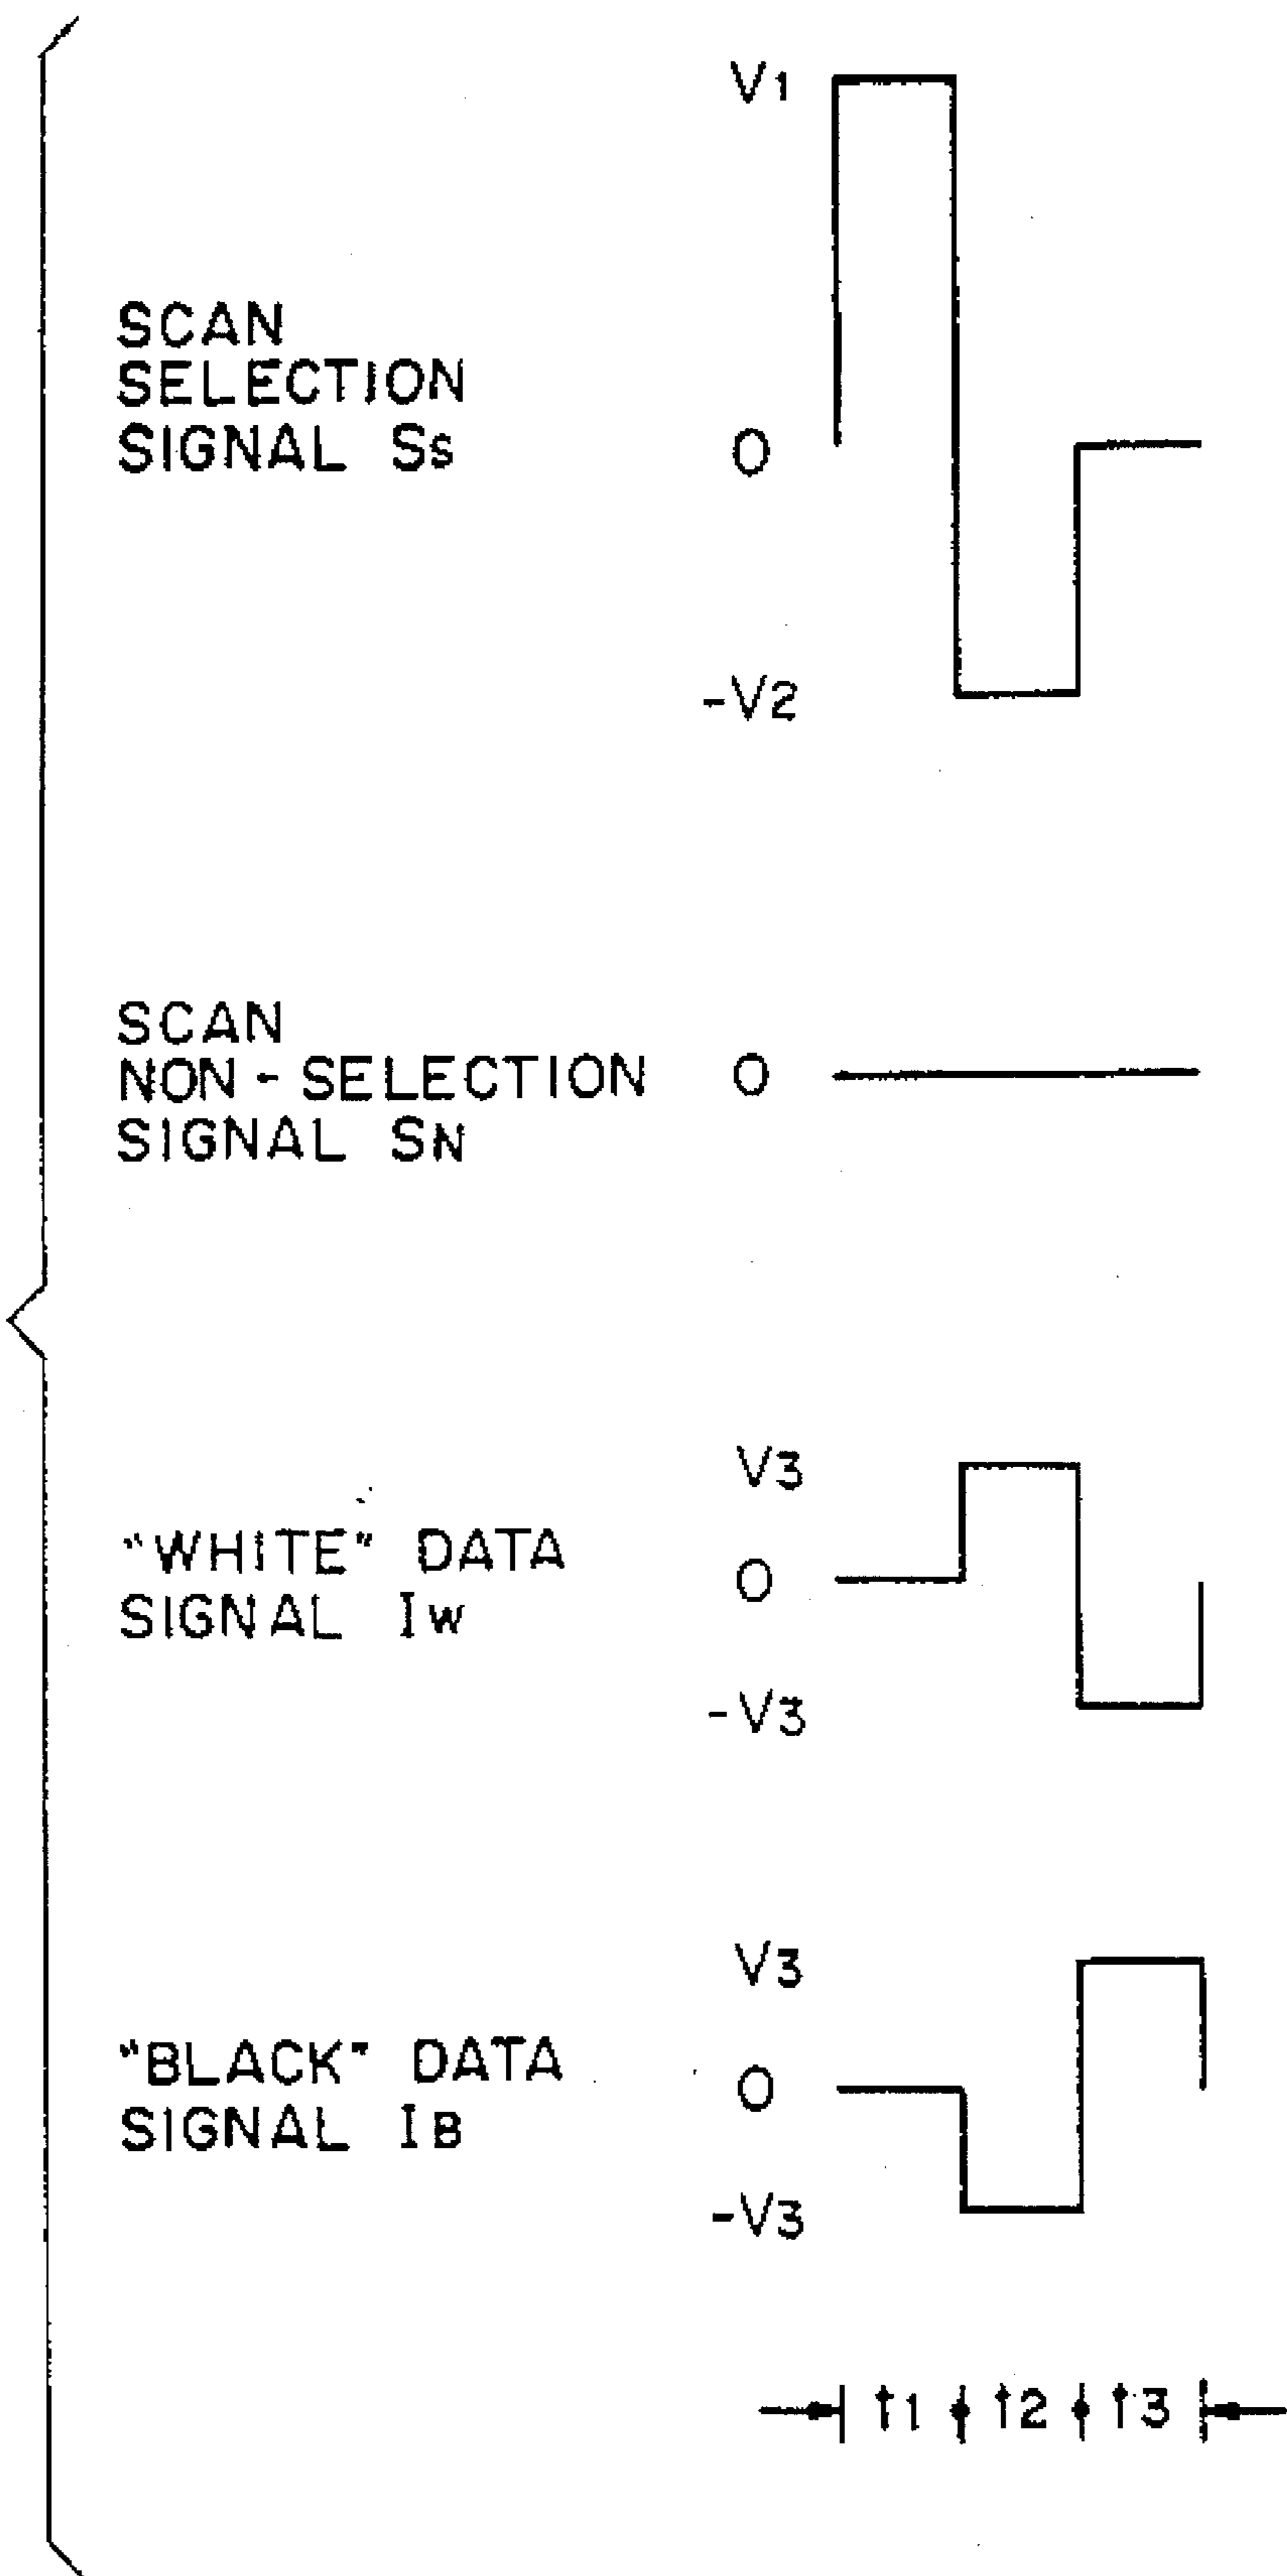 SCAN
SELECTION
SIGNAL Ss
V1
0
-V2
SCAN
NON-SELECTION
SIGNAL SN
0
"WHITE" DATA
SIGNAL IW
V3
0
-V3
"BLACK" DATA
SIGNAL IB
V3
0
-V3
t1 t2 t3